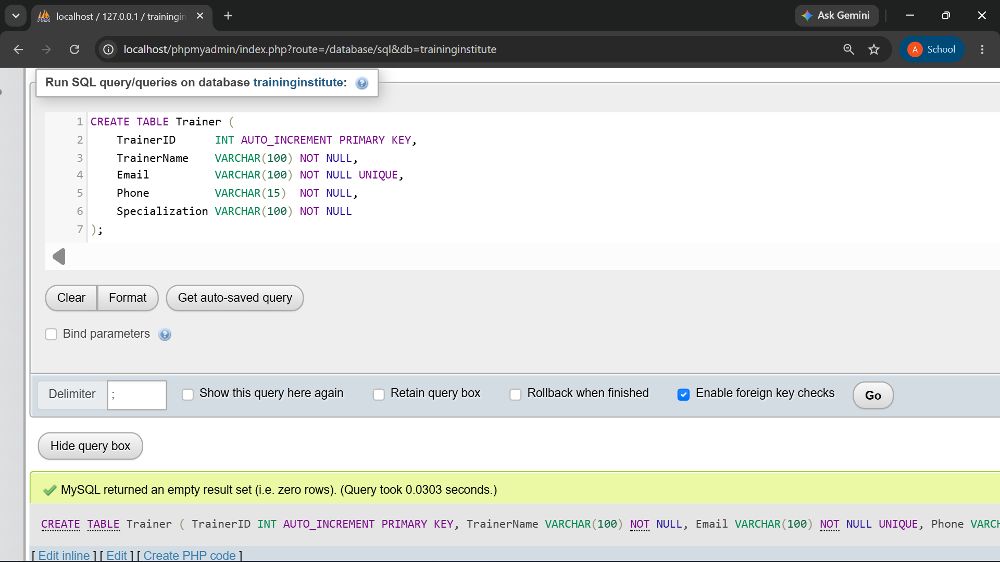 localhost / 127.0.0.1 / trainingin
Ask Gemini
localhost/phpmyadmin/index.php?route=/database/sql&db=traininginstitute
A School
Run SQL query/queries on database traininginstitute:
1 CREATE TABLE Trainer (
2 TrainerID INT AUTO_INCREMENT PRIMARY KEY,
3 TrainerName VARCHAR(100) NOT NULL,
4 Email VARCHAR(100) NOT NULL UNIQUE,
5 Phone VARCHAR(15) NOT NULL,
6 Specialization VARCHAR(100) NOT NULL
7 );
Clear Format Get auto-saved query
Bind parameters
Delimiter ; Show this query here again Retain query box Rollback when finished Enable foreign key checks Go
Hide query box
MySQL returned an empty result set (i.e. zero rows). (Query took 0.0303 seconds.)
CREATE TABLE Trainer ( TrainerID INT AUTO_INCREMENT PRIMARY KEY, TrainerName VARCHAR(100) NOT NULL, Email VARCHAR(100) NOT NULL UNIQUE, Phone VARCH
[ Edit inline ] [ Edit ] [ Create PHP code ]